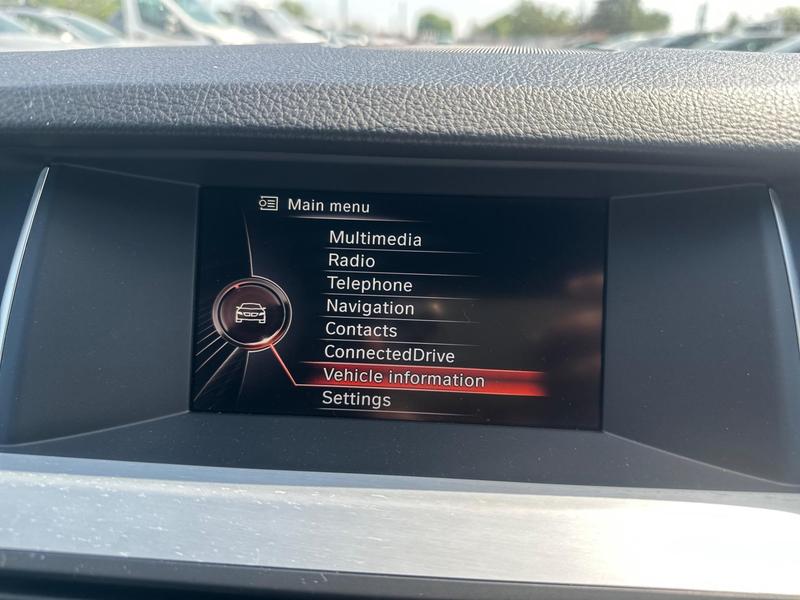 Main menu
Multimedia
Radio
Telephone
Navigation
Contacts
ConnectedDrive
Vehicle information
Settings